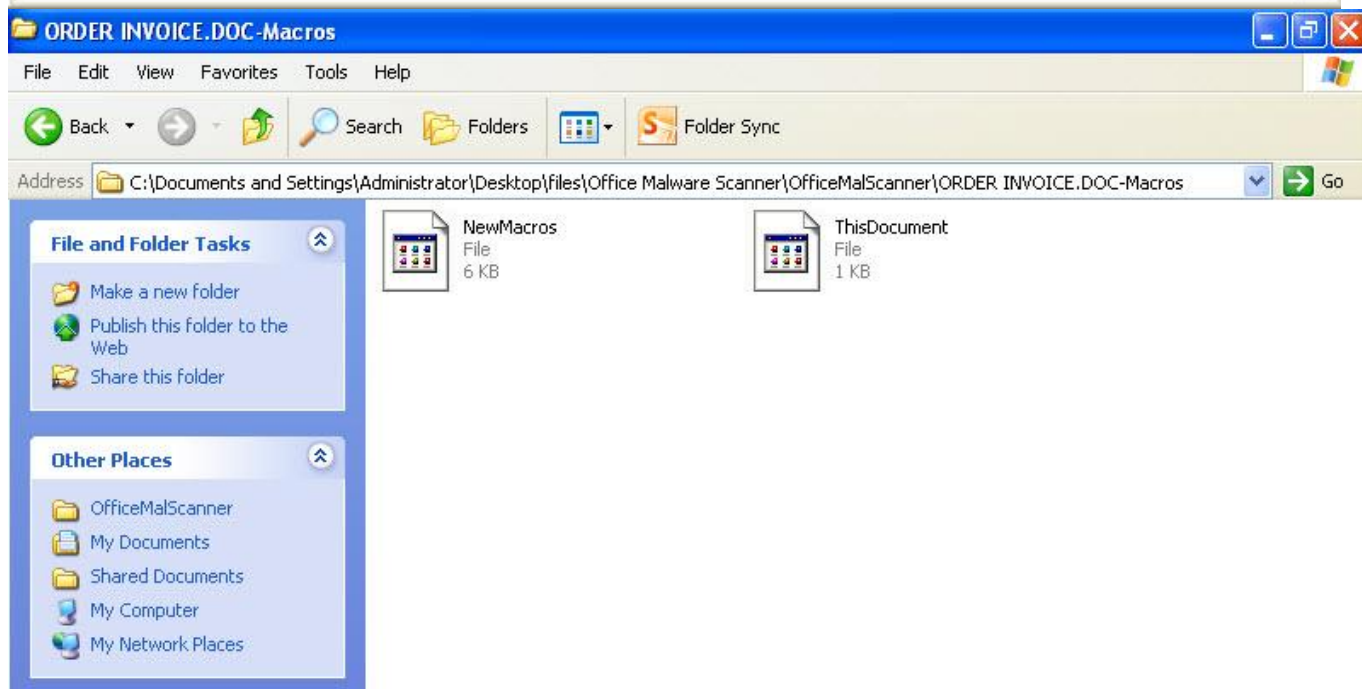 ORDER INVOICE.DOC-Macros
File Edit View Favorites Tools Help
Back Search Folders Folder Sync
Address C:\Documents and Settings\Administrator\Desktop\files\Office Malware Scanner\OfficeMalScanner\ORDER INVOICE.DOC-Macros Go
File and Folder Tasks
Make a new folder
Publish this folder to the
Web
Share this folder
Other Places
OfficeMalScanner
My Documents
Shared Documents
My Computer
My Network Places
NewMacros
File
6 KB
ThisDocument
File
1 KB